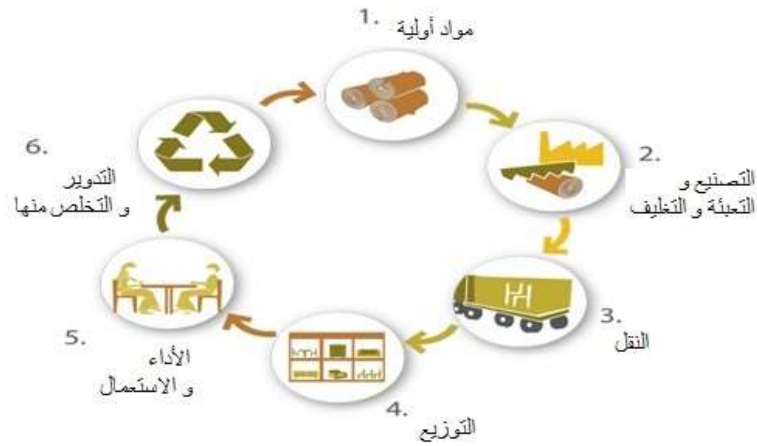 1.
مواد أولية
2.
التصنيع و
التعبئة و التغليف
3.
النقل
4.
التوزيع
5.
الأداء
و الاستعمال
6.
التدوير
و التخلص منها